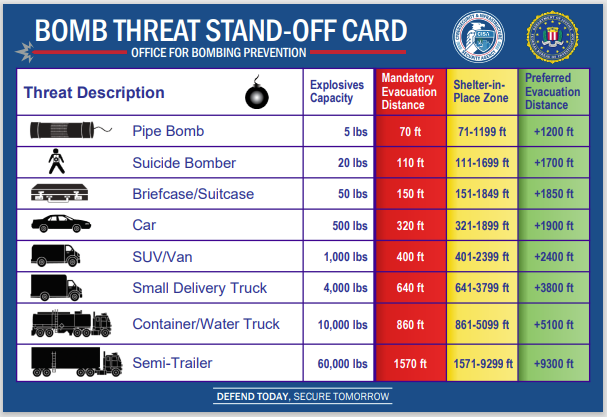 BOMB THREAT STAND-OFF CARD
OFFICE FOR BOMBING PREVENTION
CISA
Threat Description
Explosives Capacity
Mandatory Evacuation Distance
Shelter-in-Place Zone
Preferred Evacuation Distance
Pipe Bomb 5 lbs 70 ft 71-1199 ft +1200 ft
Suicide Bomber 20 lbs 110 ft 111-1699 ft +1700 ft
Briefcase/Suitcase 50 lbs 150 ft 151-1849 ft +1850 ft
Car 500 lbs 320 ft 321-1899 ft +1900 ft
SUV/Van 1,000 lbs 400 ft 401-2399 ft +2400 ft
Small Delivery Truck 4,000 lbs 640 ft 641-3799 ft +3800 ft
Container/Water Truck 10,000 lbs 860 ft 861-5099 ft +5100 ft
Semi-Trailer 60,000 lbs 1570 ft 1571-9299 ft +9300 ft
DEFEND TODAY, SECURE TOMORROW